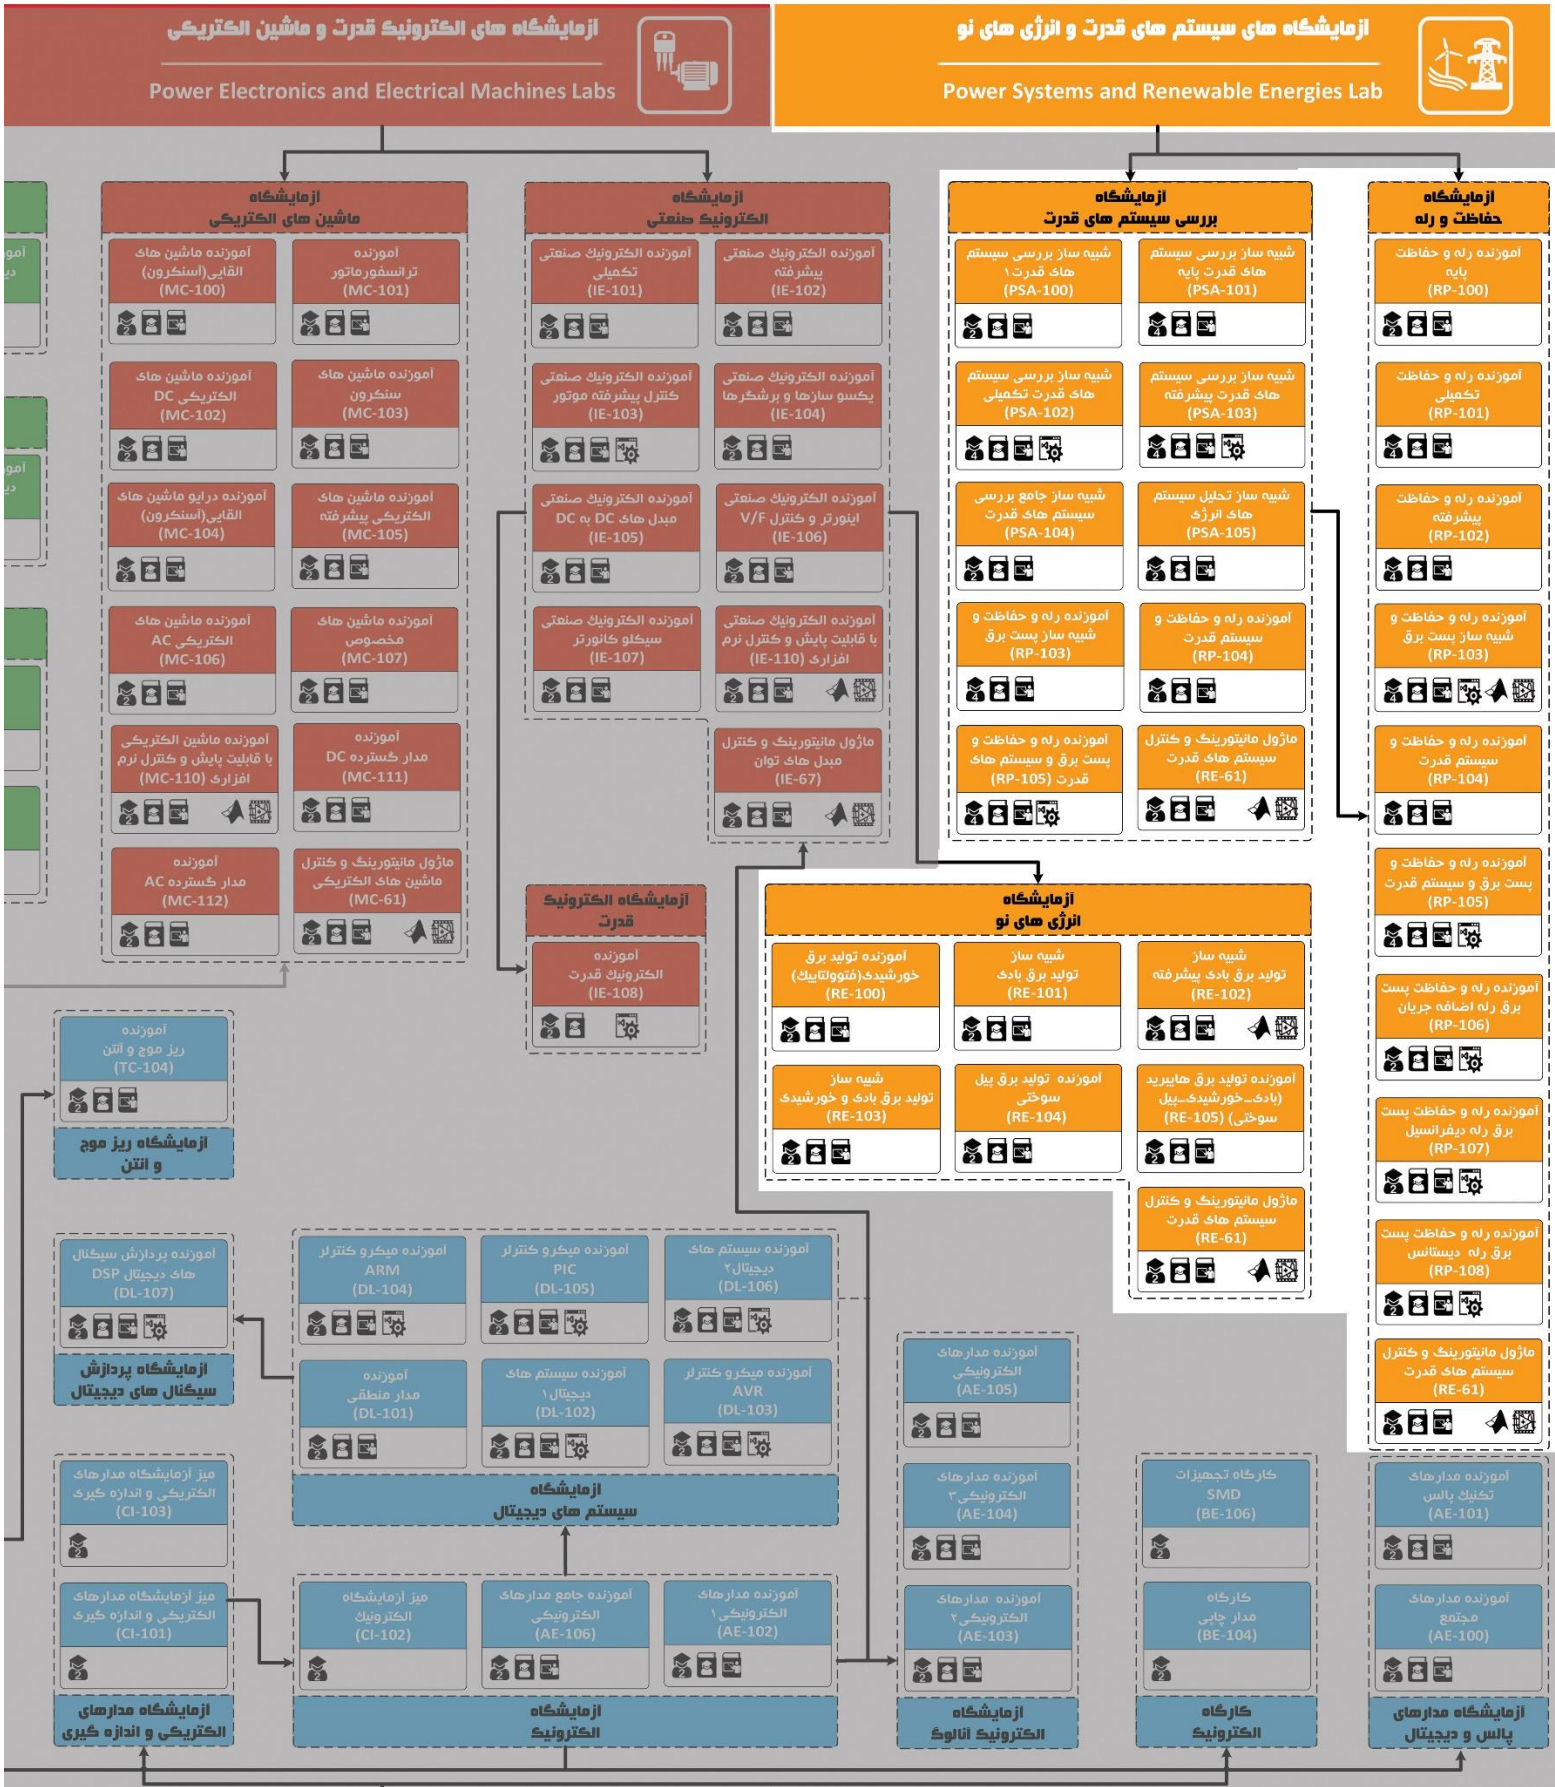 آزمایشگاه های سیستم های قدرت و انرژی های نو
Power Systems and Renewable Energies Lab
آزمایشگاه های الکترونیک قدرت و ماشین الکتریکی
Power Electronics and Electrical Machines Labs
آزمایشگاه
حفاظت و رله
آموزنده رله و حفاظت
پایه
(RP-100)
آموزنده رله و حفاظت
تکمیلی
(RP-101)
آموزنده رله و حفاظت
پیشرفته
(RP-102)
آموزنده رله و حفاظت و
شبیه ساز پست برق
(RP-103)
آموزنده رله و حفاظت و
سیستم قدرت
(RP-104)
آموزنده رله و حفاظت و
پست برق و سیستم قدرت
(RP-105)
آموزنده رله و حفاظت پست
برق رله اضافه جریان
(RP-106)
آموزنده رله و حفاظت پست
برق رله دیفرانسیل
(RP-107)
آموزنده رله و حفاظت پست
برق رله دیستانس
(RP-108)
ماژول مانیتورینگ و کنترل
سیستم های قدرت
(RE-61)
آزمایشگاه
بررسی سیستم های قدرت
شبیه ساز بررسی سیستم
های قدرت پایه
(PSA-101)
شبیه ساز بررسی سیستم
های قدرت ۱
(PSA-100)
شبیه ساز بررسی سیستم
های قدرت پیشرفته
(PSA-103)
شبیه ساز بررسی سیستم
های قدرت تکمیلی
(PSA-102)
شبیه ساز تحلیل سیستم
های انرژی
(PSA-105)
شبیه ساز جامع بررسی
سیستم های قدرت
(PSA-104)
آموزنده رله و حفاظت و
سیستم قدرت
(RP-104)
آموزنده رله و حفاظت و
شبیه ساز پست برق
(RP-103)
ماژول مانیتورینگ و کنترل
سیستم های قدرت
(RE-61)
آموزنده رله و حفاظت و
پست برق و سیستم های
قدرت (RP-105)
آزمایشگاه
انرژی های نو
شبیه ساز
تولید برق بادی پیشرفته
(RE-102)
شبیه ساز
تولید برق بادی
(RE-101)
آموزنده تولید برق
خورشیدی(فتوولتاییک)
(RE-100)
آموزنده تولید برق هایبرید
(بادی_خورشیدی_پیل
سوختی) (RE-105)
آموزنده تولید برق پیل
سوختی
(RE-104)
شبیه ساز
تولید برق بادی و خورشیدی
(RE-103)
ماژول مانیتورینگ و کنترل
سیستم های قدرت
(RE-61)
آزمایشگاه
الکترونیک صنعتی
آموزنده الکترونیک صنعتی
پیشرفته
(IE-102)
آموزنده الکترونیک صنعتی
تکمیلی
(IE-101)
آموزنده الکترونیک صنعتی
یکسو سازها و برشگرها
(IE-104)
آموزنده الکترونیک صنعتی
کنترل پیشرفته موتور
(IE-103)
آموزنده الکترونیک صنعتی
اینورتر و کنترل V/F
(IE-106)
آموزنده الکترونیک صنعتی
مبدل های DC به DC
(IE-105)
آموزنده الکترونیک صنعتی
با قابلیت پایش و کنترل نرم
افزاری (IE-110)
آموزنده الکترونیک صنعتی
سیکلو کانورتر
(IE-107)
ماژول مانیتورینگ و کنترل
مبدل های توان
(IE-67)
آزمایشگاه الکترونیک
قدرت
آموزنده
الکترونیک قدرت
(IE-108)
آزمایشگاه
ماشین های الکتریکی
آموزنده
ترانسفورماتور
(MC-101)
آموزنده ماشین های
القایی(آسنکرون)
(MC-100)
آموزنده ماشین های
سنکرون
(MC-103)
آموزنده ماشین های
الکتریکی DC
(MC-102)
آموزنده ماشین های
الکتریکی پیشرفته
(MC-105)
آموزنده درایو ماشین های
القایی(آسنکرون)
(MC-104)
آموزنده ماشین های
مخصوص
(MC-107)
آموزنده ماشین های
الکتریکی AC
(MC-106)
آموزنده
مدار گسترده DC
(MC-111)
آموزنده ماشین الکتریکی
با قابلیت پایش و کنترل نرم
افزاری (MC-110)
ماژول مانیتورینگ و کنترل
ماشین های الکتریکی
(MC-61)
آموزنده
مدار گسترده AC
(MC-112)
آموزنده
ریز موج و آنتن
(TC-104)
آزمایشگاه ریز موج
و آنتن
آموزنده پردازش سیگنال
های دیجیتال DSP
(DL-107)
آزمایشگاه پردازش
سیگنال های دیجیتال
آموزنده سیستم های
دیجیتال۲
(DL-106)
آموزنده میکرو کنترلر
PIC
(DL-105)
آموزنده میکرو کنترلر
ARM
(DL-104)
آموزنده میکرو کنترلر
AVR
(DL-103)
آموزنده سیستم های
دیجیتال۱
(DL-102)
آموزنده
مدار منطقی
(DL-101)
آزمایشگاه
سیستم های دیجیتال
آموزنده مدارهای
الکترونیکی
(AE-105)
آموزنده مدارهای
الکترونیکی۳
(AE-104)
آموزنده مدارهای
الکترونیکی۲
(AE-103)
آزمایشگاه
الکترونیک آنالوگ
کارگاه تجهیزات
SMD
(BE-106)
کارگاه
مدار چاپی
(BE-104)
کارگاه
الکترونیک
آموزنده مدارهای
تکنیک پالس
(AE-101)
آموزنده مدارهای
مجتمع
(AE-100)
آزمایشگاه مدارهای
پالس و دیجیتال
آموزنده مدارهای
الکترونیکی۱
(AE-102)
آموزنده جامع مدارهای
الکترونیکی
(AE-106)
میز آزمایشگاه
الکترونیک
(CI-102)
آزمایشگاه
الکترونیک
میز آزمایشگاه مدارهای
الکتریکی و اندازه گیری
(CI-103)
میز آزمایشگاه مدارهای
الکتریکی و اندازه گیری
(CI-101)
آزمایشگاه مدارهای
الکتریکی و اندازه گیری